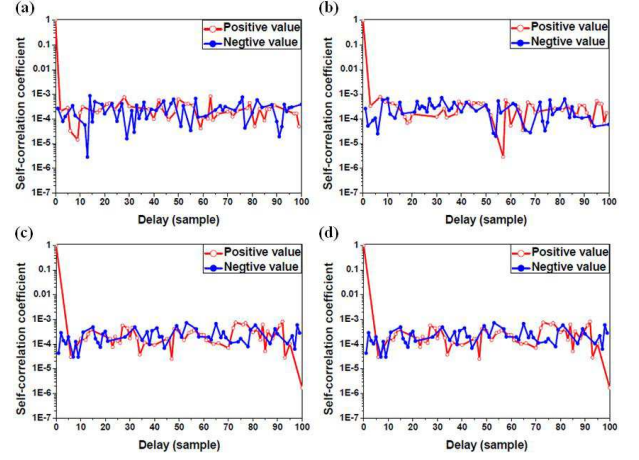 (a)
Self-correlation coefficient
1
0.1
0.01
1E-3
1E-4
1E-5
1E-6
1E-7
Positive value
Negtive value
0 10 20 30 40 50 60 70 80 90 100
Delay (sample)
(b)
Self-correlation coefficient
1
0.1
0.01
1E-3
1E-4
1E-5
1E-6
1E-7
Positive value
Negtive value
0 10 20 30 40 50 60 70 80 90 100
Delay (sample)
(c)
Self-correlation coefficient
1
0.1
0.01
1E-3
1E-4
1E-5
1E-6
1E-7
Positive value
Negtive value
0 10 20 30 40 50 60 70 80 90 100
Delay (sample)
(d)
Self-correlation coefficient
1
0.1
0.01
1E-3
1E-4
1E-5
1E-6
1E-7
Positive value
Negtive value
0 10 20 30 40 50 60 70 80 90 100
Delay (sample)